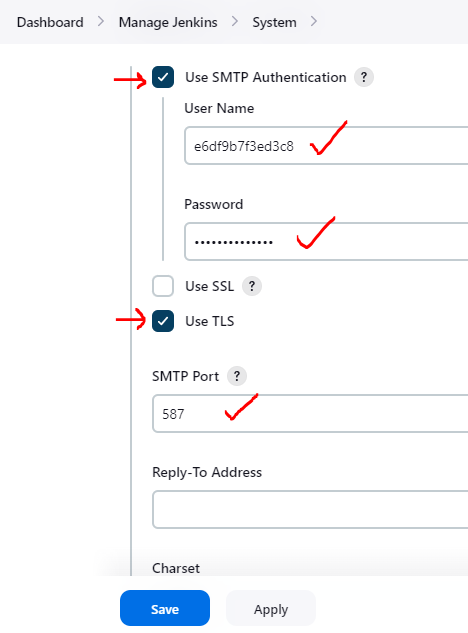 Dashboard > Manage Jenkins > System >
Use SMTP Authentication ?
User Name
e6df9b7f3ed3c8
Password
••••••••••••••
Use SSL ?
Use TLS
SMTP Port ?
587
Reply-To Address
Charset
Save Apply